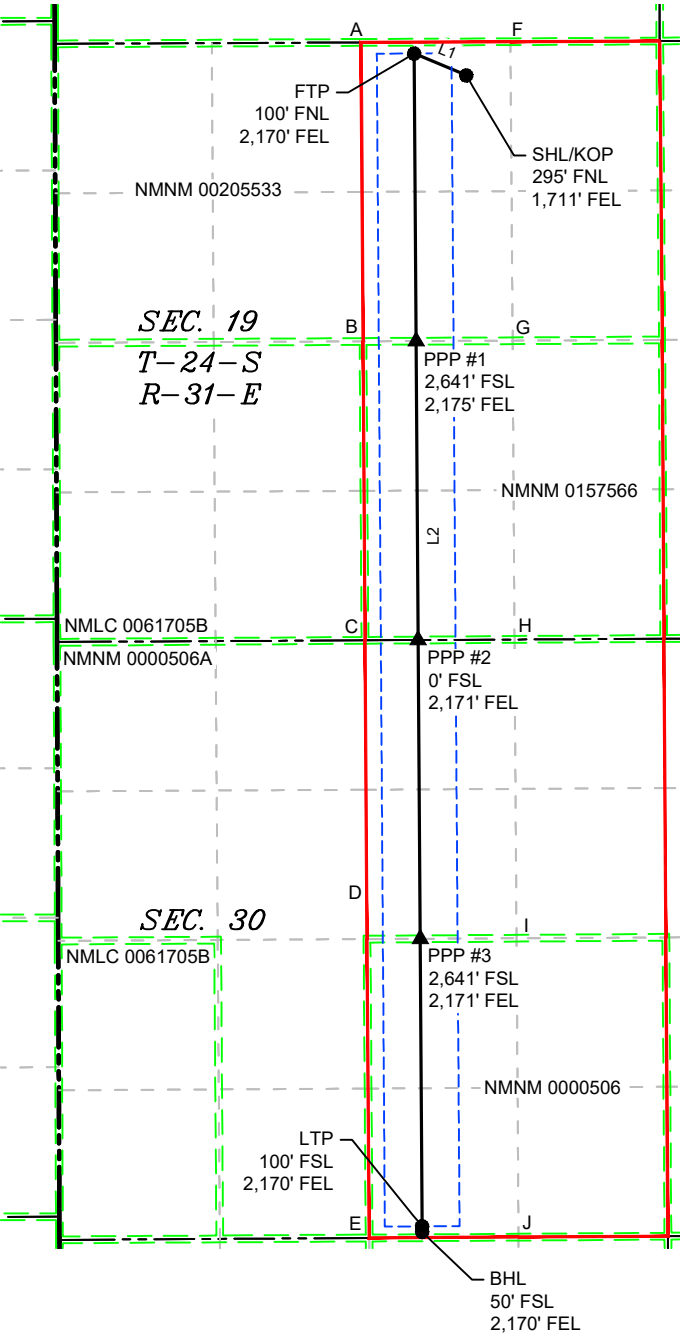 A
F
L1
FTP
100' FNL
2,170' FEL
SHL/KOP
295' FNL
1,711' FEL
NMNM 00205533
SEC. 19
B
G
T-24-S
R-31-E
PPP #1
2,641' FSL
2,175' FEL
NMNM 0157566
L2
NMLC 0061705B
C
H
NMNM 0000506A
PPP #2
0' FSL
2,171' FEL
D
SEC. 30
I
NMLC 0061705B
PPP #3
2,641' FSL
2,171' FEL
NMNM 0000506
LTP
100' FSL
2,170' FEL
E
J
BHL
50' FSL
2,170' FEL